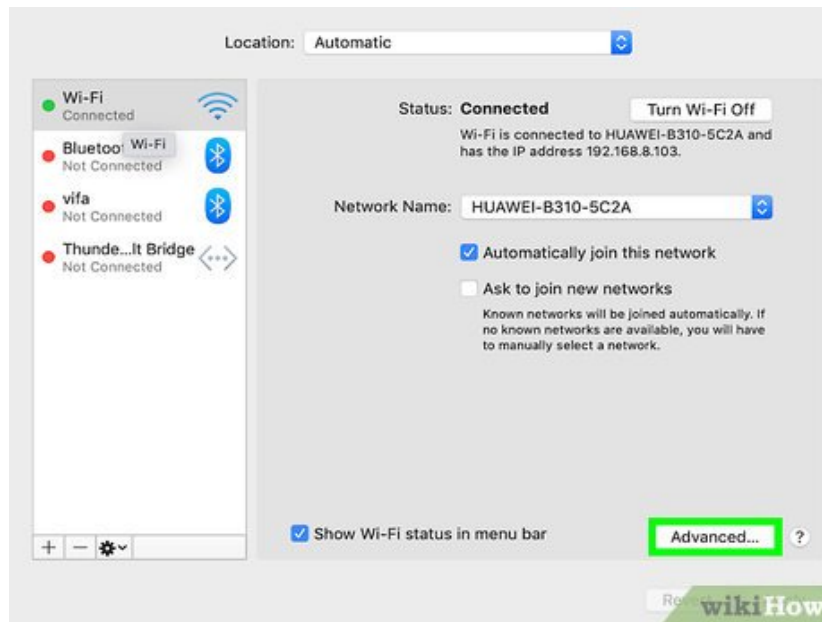 Location: Automatic
Wi-Fi
Connected
Bluetoo
Wi-Fi
Not Connected
vifa
Not Connected
Thunde...lt Bridge
Not Connected
Status: Connected
Turn Wi-Fi Off
Wi-Fi is connected to HUAWEI-B310-5C2A and
has the IP address 192.168.8.103.
Network Name: HUAWEI-B310-5C2A
Automatically join this network
Ask to join new networks
Known networks will be joined automatically. If
no known networks are available, you will have
to manually select a network.
Show Wi-Fi status in menu bar
Advanced...
?
wikiHow